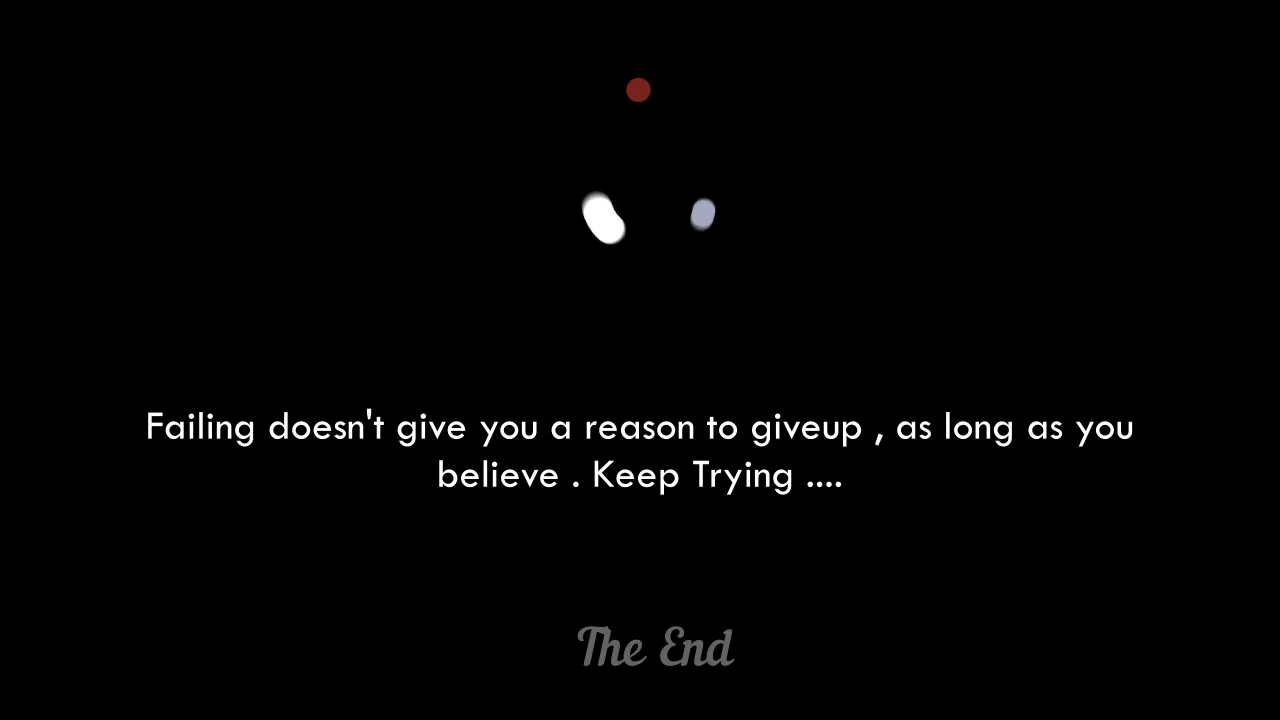 Failing doesn't give you a reason to giveup , as long as you
believe . Keep Trying ....
The End